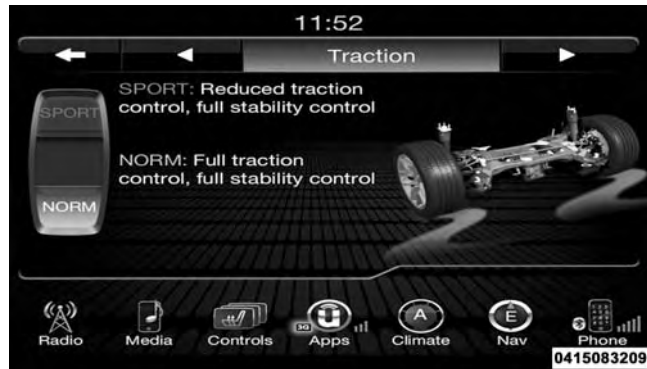 11:52
Traction
SPORT: Reduced traction
control, full stability control
SPORT
NORM: Full traction
control, full stability control
NORM
A
E
3G
Radio
Media
Controls
Apps
Climate
Nav
Phone
0415083209